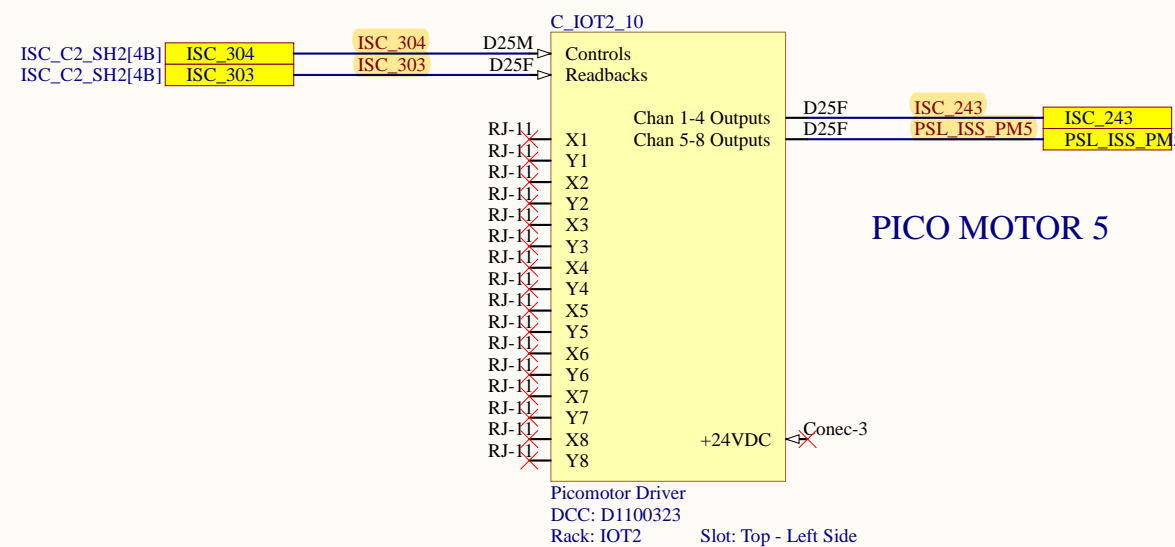 C_IOT2_10
ISC_C2_SH2[4B] ISC_304 ISC_304 D25M Controls
ISC_C2_SH2[4B] ISC_303 ISC_303 D25F Readbacks
Chan 1-4 Outputs D25F ISC_243 ISC_243
Chan 5-8 Outputs D25F PSL_ISS_PM5 PSL_ISS_PM
RJ-11 X1
RJ-11 Y1
RJ-11 X2
RJ-11 Y2
RJ-11 X3
RJ-11 Y3
RJ-11 X4
RJ-11 Y4
RJ-11 X5
RJ-11 Y5
RJ-11 X6
RJ-11 Y6
RJ-11 X7
RJ-11 Y7
RJ-11 X8
RJ-11 Y8
PICO MOTOR 5
+24VDC Conec-3
Picomotor Driver
DCC: D1100323
Rack: IOT2 Slot: Top - Left Side